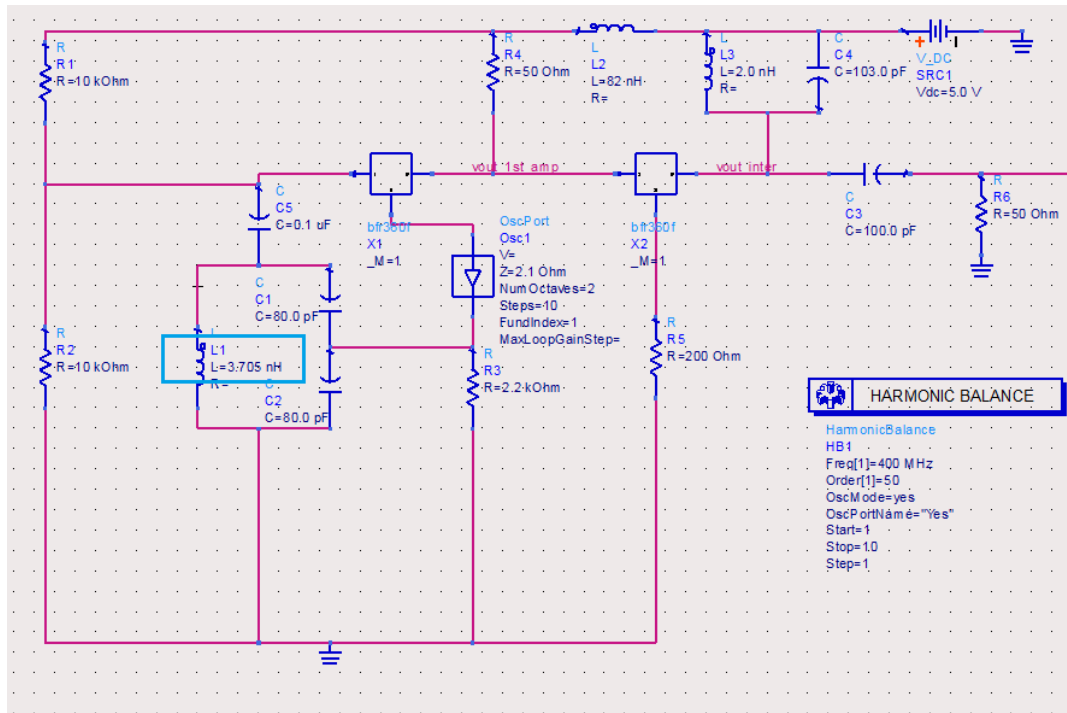 R
R1
R=10 kOhm
R
R4
R=50 Ohm
L
L2
L=82 nH
R=
L
L3
L=2.0 nH
R=
C
C4
C=103.0 pF
V_DC
SRC1
Vdc=5.0 V
vout 1st amp
vout inter
C
C5
C=0.1 uF
bfr360f
X1
_M=1
OscPort
Osc1
V=
Z=2.1 Ohm
NumOctaves=2
Steps=10
FundIndex=1
MaxLoopGainStep=
bfr360f
X2
_M=1
C
C3
C=100.0 pF
R
R6
R=50 Ohm
C
C1
C=80.0 pF
R
R2
R=10 kOhm
L
L1
L=3.705 nH
R=
C
C2
C=80.0 pF
R
R3
R=2.2 kOhm
R
R5
R=200 Ohm
HARMONIC BALANCE
HarmonicBalance
HB1
Freq[1]=400 MHz
Order[1]=50
OscMode=yes
OscPortName="Yes"
Start=1
Stop=10
Step=1